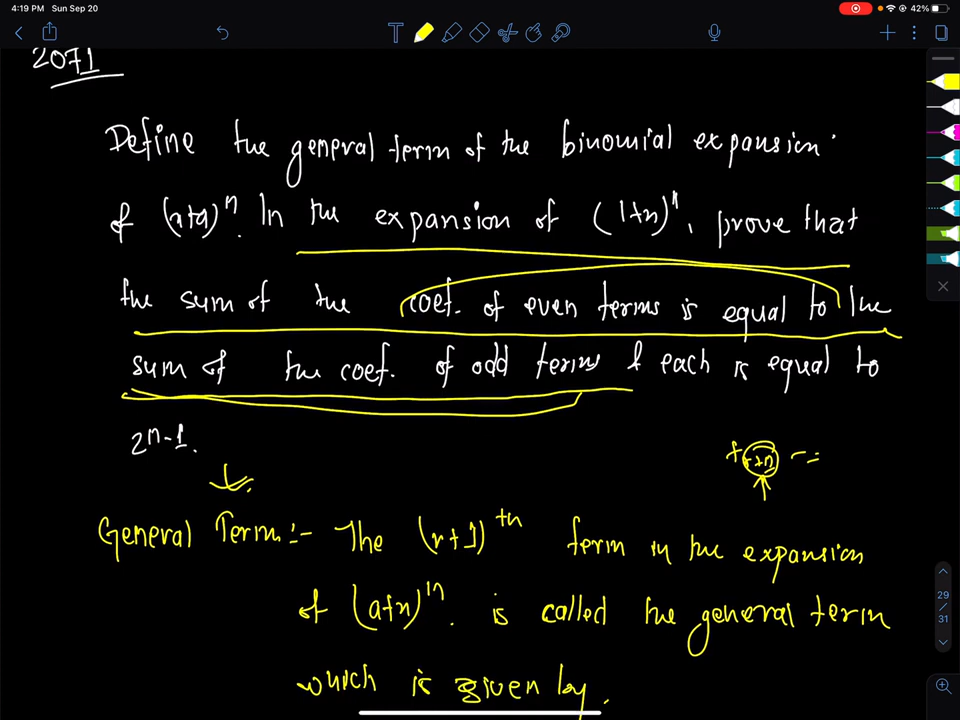 4:19 PM Sun Sep 20
42%
2071
Define the general term of the binomial expansion
of (x+a)^n. In the expansion of (1+x)^n, prove that
the sum of the coef. of even terms is equal to the
sum of the coef. of odd terms & each is equal to
2^n-1.
General Term:- The (r+1)^th term in the expansion
of (a+x)^n. is called the general term
which is given by.
29
/
31